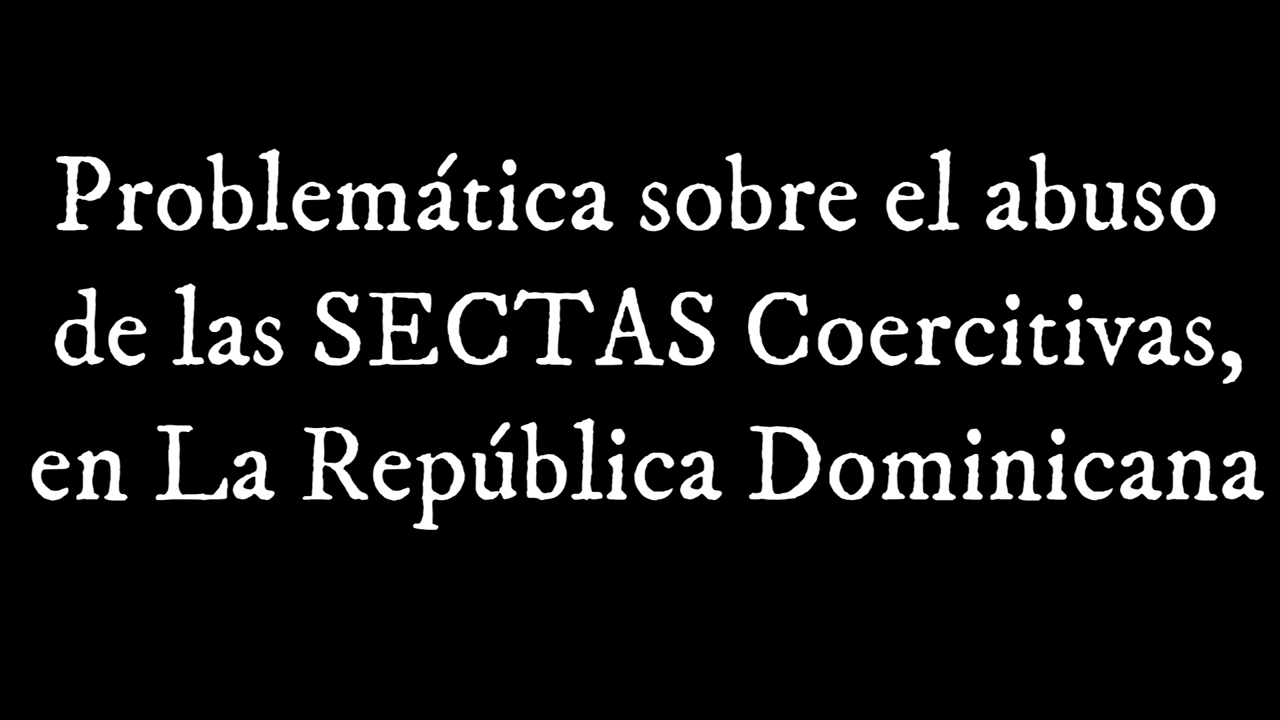 Problemática sobre el abuso
de las SECTAS Coercitivas,
en La República Dominicana